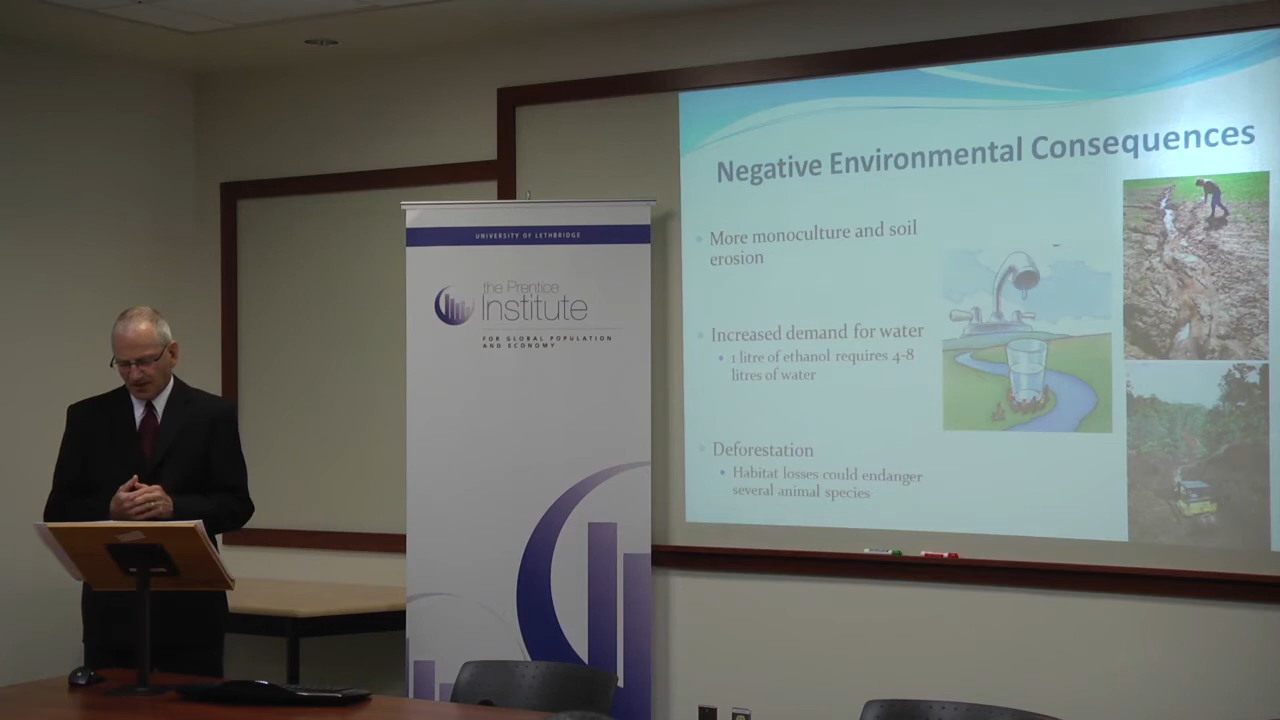 UNIVERSITY OF LETHBRIDGE
the Prentice
Institute
FOR GLOBAL POPULATION
AND ECONOMY
Negative Environmental Consequences
More monoculture and soil
erosion
Increased demand for water
1 litre of ethanol requires 4-8
litres of water
Deforestation
Habitat losses could endanger
several animal species